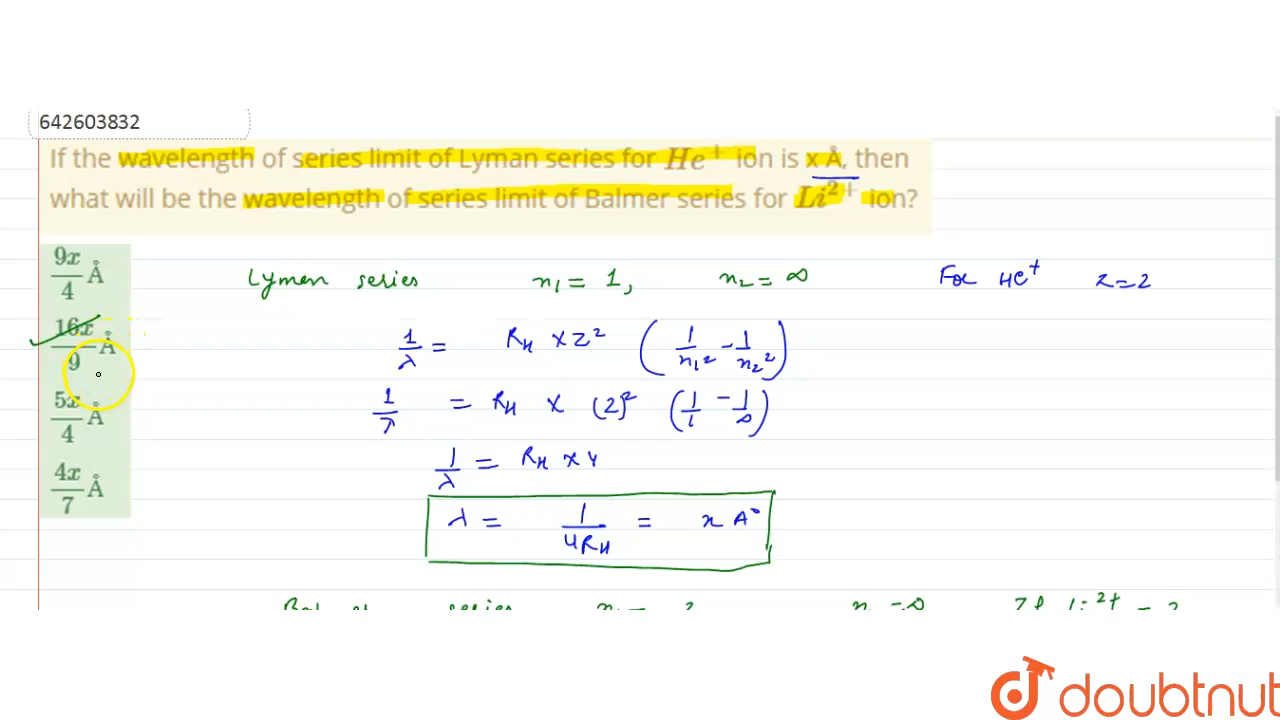 642603832
If the wavelength of series limit of Lyman series for He⁺ ion is x Å, then
what will be the wavelength of series limit of Balmer series for Li²⁺ ion?
9x/4 Å
16x/9 Å
5x/4 Å
4x/7 Å
Lymen series n₁ = 1, n₂ = ∞ For He⁺ z = 2
1/λ = R_H × Z² (1/n₁² - 1/n₂²)
1/λ = R_H × (2)² (1/1 - 1/∞)
1/λ = R_H × 4
λ = 1/4R_H = x A°
series = ∞
doubtnut